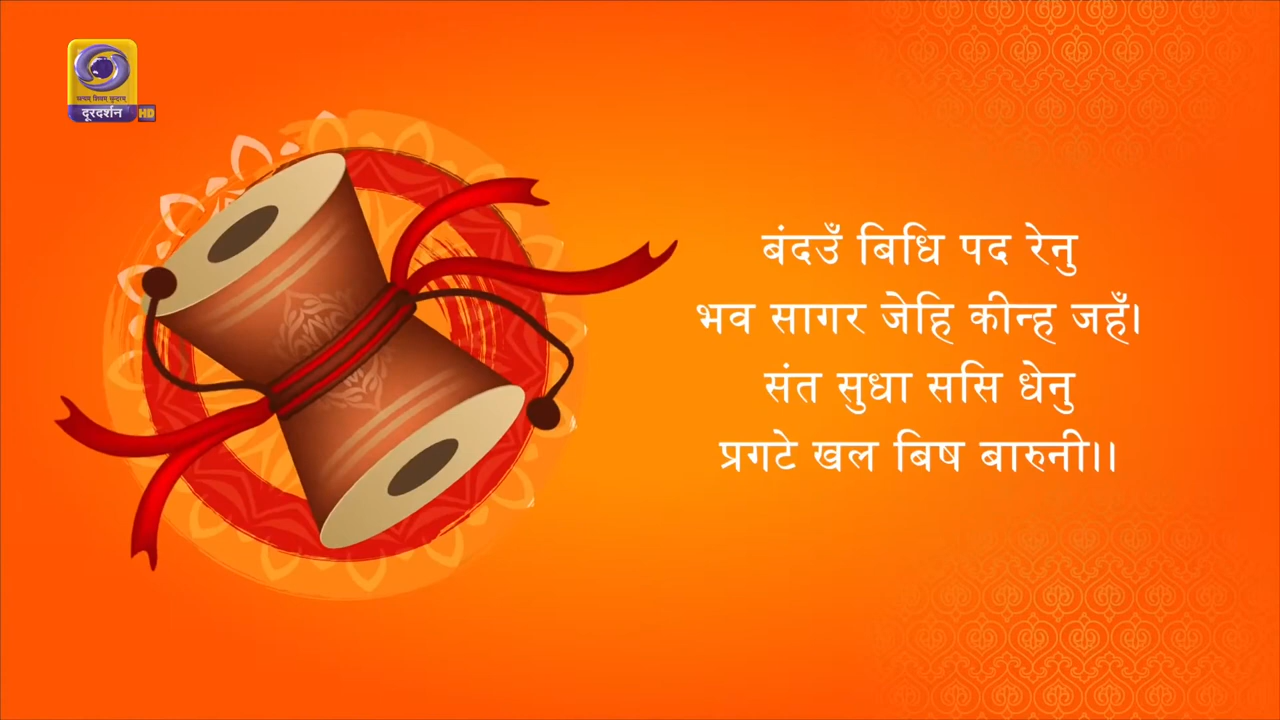 सत्यम् शिवम् सुन्दरम्
दूरदर्शन HD
बंदउँ बिधि पद रेनु
भव सागर जेहि कीन्ह जहँ।
संत सुधा ससि धेनु
प्रगटे खल बिष बारुनी।।